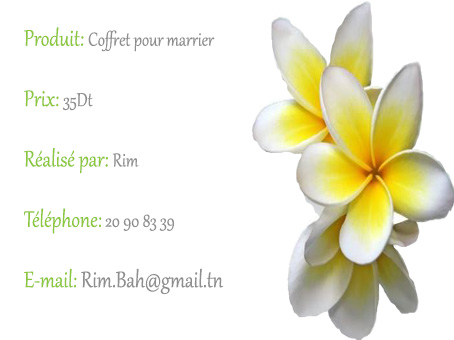 Produit: Coffret pour marrier
Prix: 35Dt
Réalisé par: Rim
Téléphone: 20 90 83 39
E-mail: Rim.Bah@gmail.tn